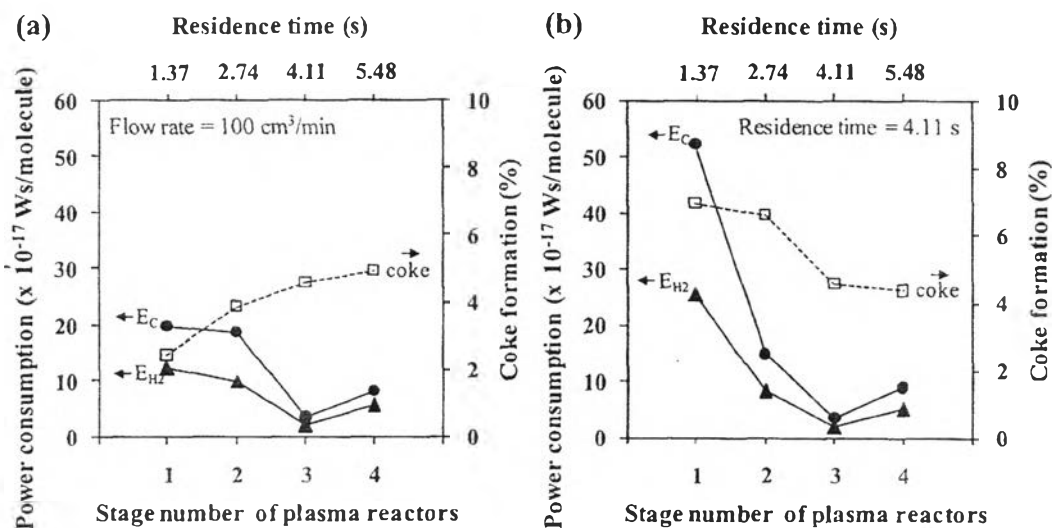 (a)
Residence time (s)
1.37 2.74 4.11 5.48
Power consumption (x 10⁻¹⁷ Ws/molecule)
60
50
40
30
20
10
0
Flow rate = 100 cm³/min
E_C
E_H2
coke
10
8
6
4
2
0
Coke formation (%)
1 2 3 4
Stage number of plasma reactors
(b)
Residence time (s)
1.37 2.74 4.11 5.48
Power consumption (x 10⁻¹⁷ Ws/molecule)
60
50
40
30
20
10
0
Residence time = 4.11 s
E_C
E_H2
coke
10
8
6
4
2
0
Coke formation (%)
1 2 3 4
Stage number of plasma reactors